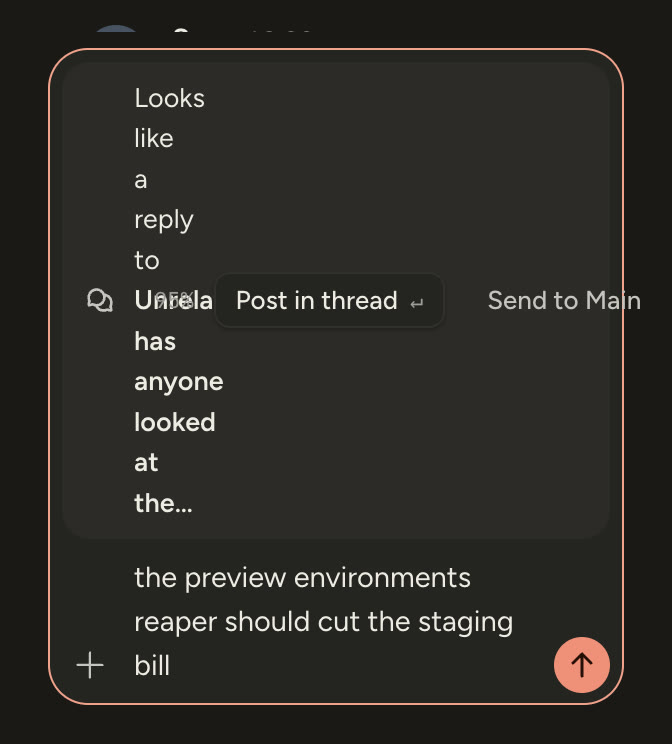 Looks
like
a
reply
to
has
anyone
looked
at
the...
95%
Post in thread ↵
Send to Main
the preview environments
reaper should cut the staging
bill